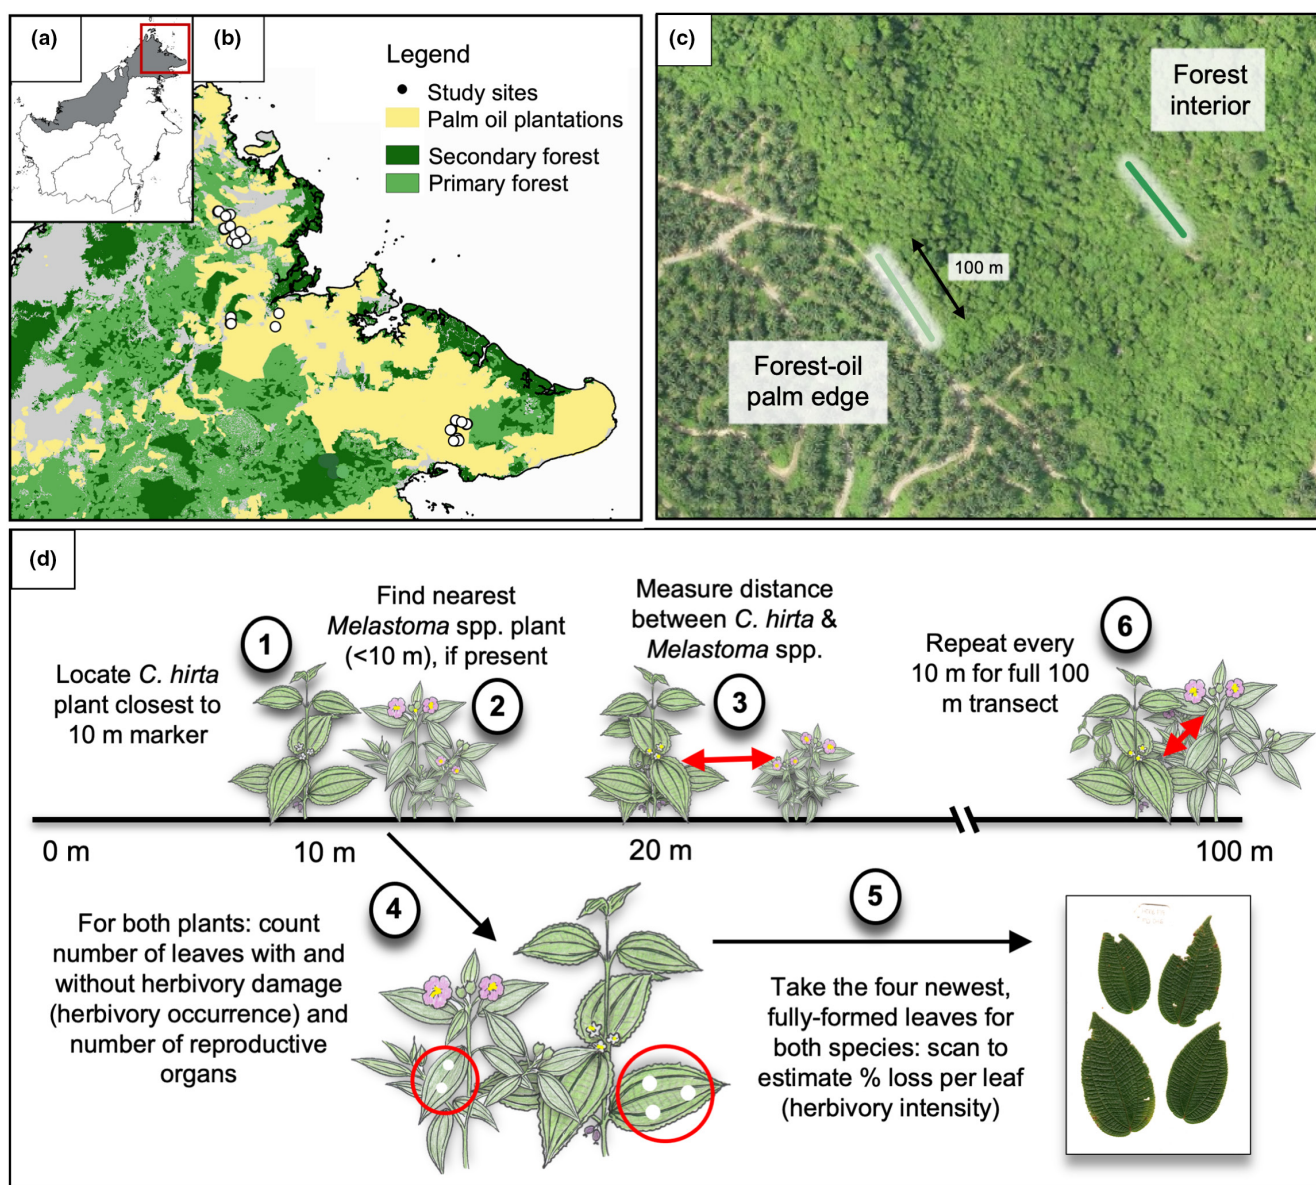 (a)
(b)
Legend
Study sites
Palm oil plantations
Secondary forest
Primary forest
(c)
Forest
interior
100 m
Forest-oil
palm edge
(d)
1
Locate C. hirta
plant closest to
10 m marker
Find nearest
Melastoma spp. plant
(<10 m), if present
2
Measure distance
between C. hirta &
Melastoma spp.
3
6
Repeat every
10 m for full 100
m transect
0 m
10 m
20 m
100 m
4
For both plants: count
number of leaves with and
without herbivory damage
(herbivory occurrence) and
number of reproductive
organs
5
Take the four newest,
fully-formed leaves for
both species: scan to
estimate % loss per leaf
(herbivory intensity)